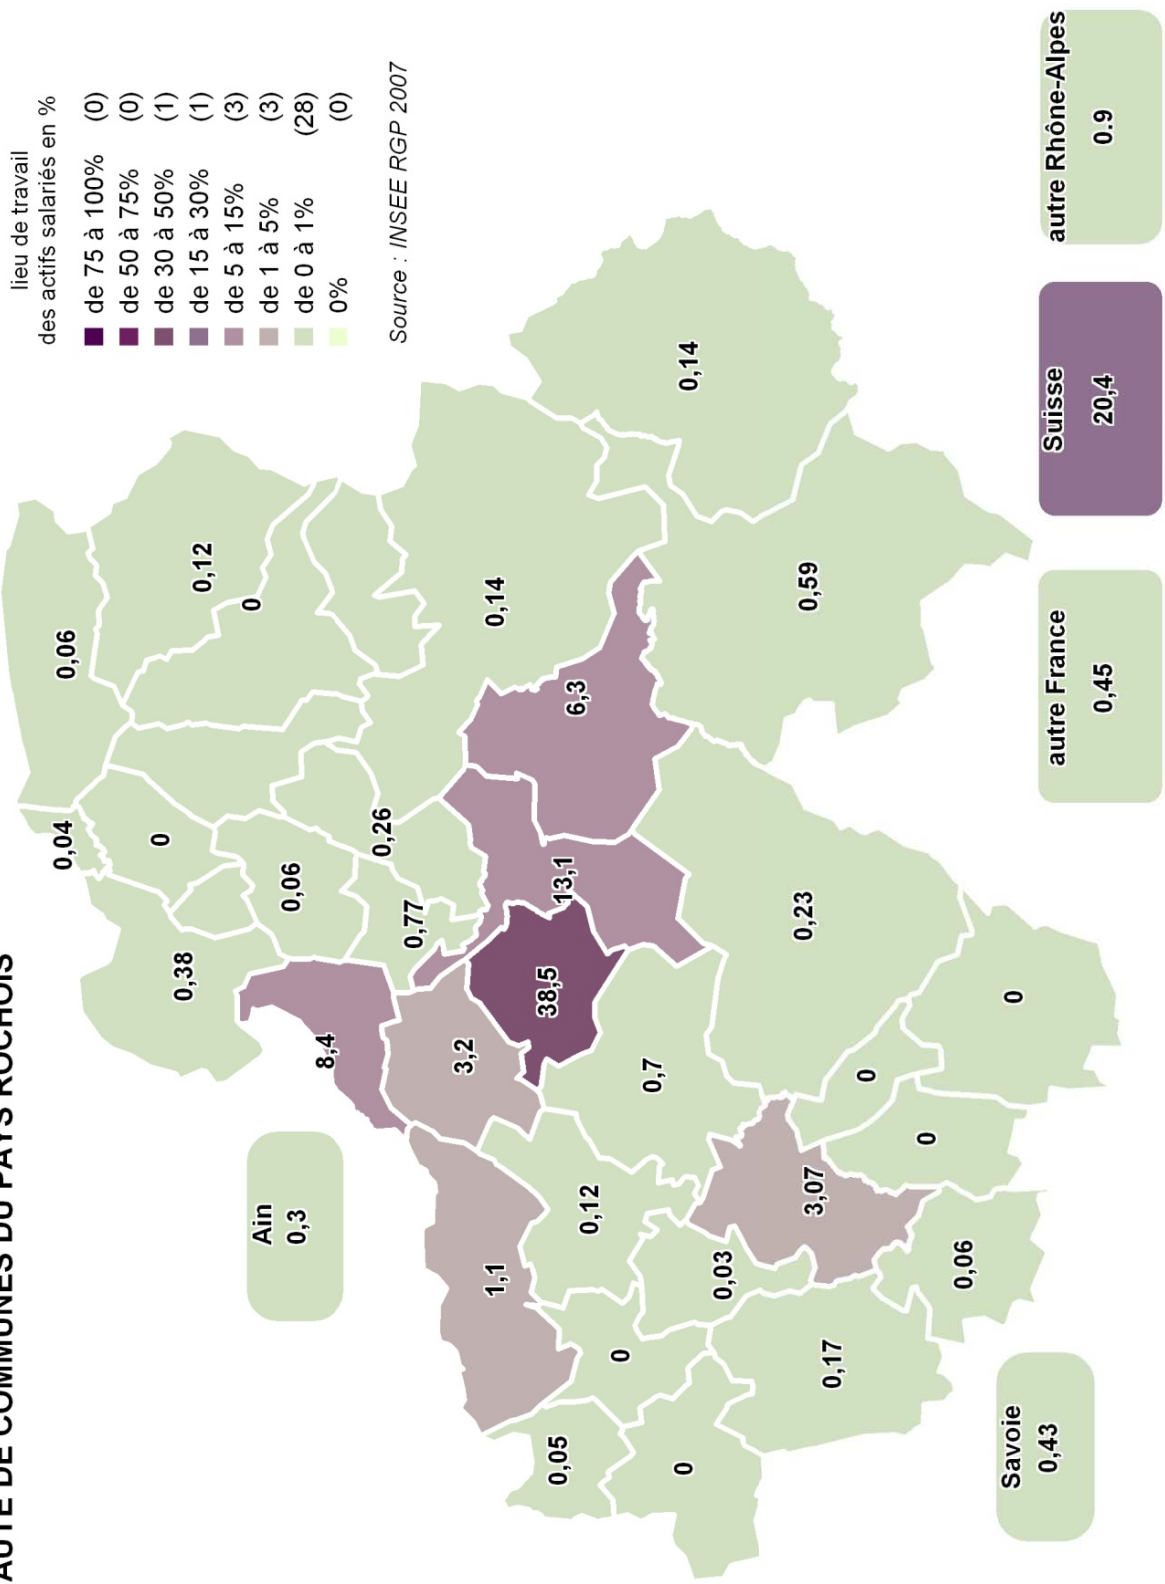 AUTÉ DE COMMUNES DU PAYS ROCHOIS
lieu de travail
des actifs salariés en %
de 75 à 100% (0)
de 50 à 75% (0)
de 30 à 50% (1)
de 15 à 30% (1)
de 5 à 15% (3)
de 1 à 5% (3)
de 0 à 1% (28)
0% (0)
Source : INSEE RGP 2007
0,04
0,06
0
0,12
0
0,38
0,06
0,26
0,77
0,14
Ain
0,3
8,4
3,2
1,1
38,5
13,1
6,3
0,05
0
0,12
0,7
0,14
0
0,03
3,07
0,23
0,59
0,17
0
0
0,06
0
Savoie
0,43
autre France
0,45
Suisse
20,4
autre Rhône-Alpes
0.9